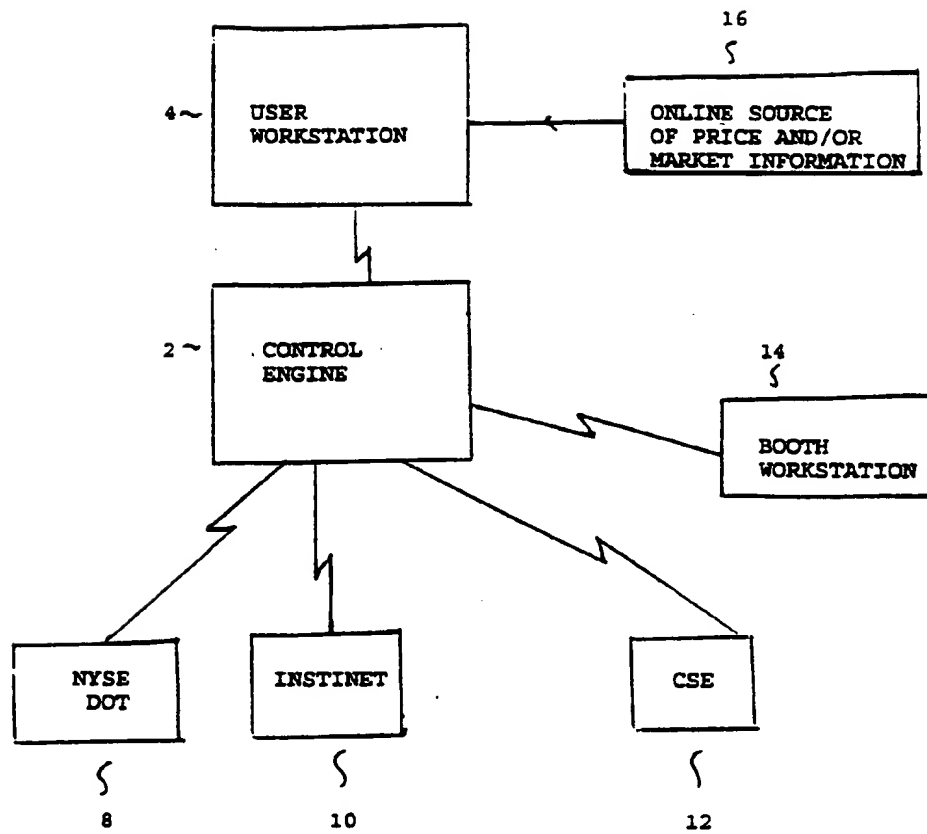 16
4
USER
WORKSTATION
ONLINE SOURCE
OF PRICE AND/OR
MARKET INFORMATION
2
CONTROL
ENGINE
14
BOOTH
WORKSTATION
NYSE
DOT
INSTINET
CSE
8
10
12